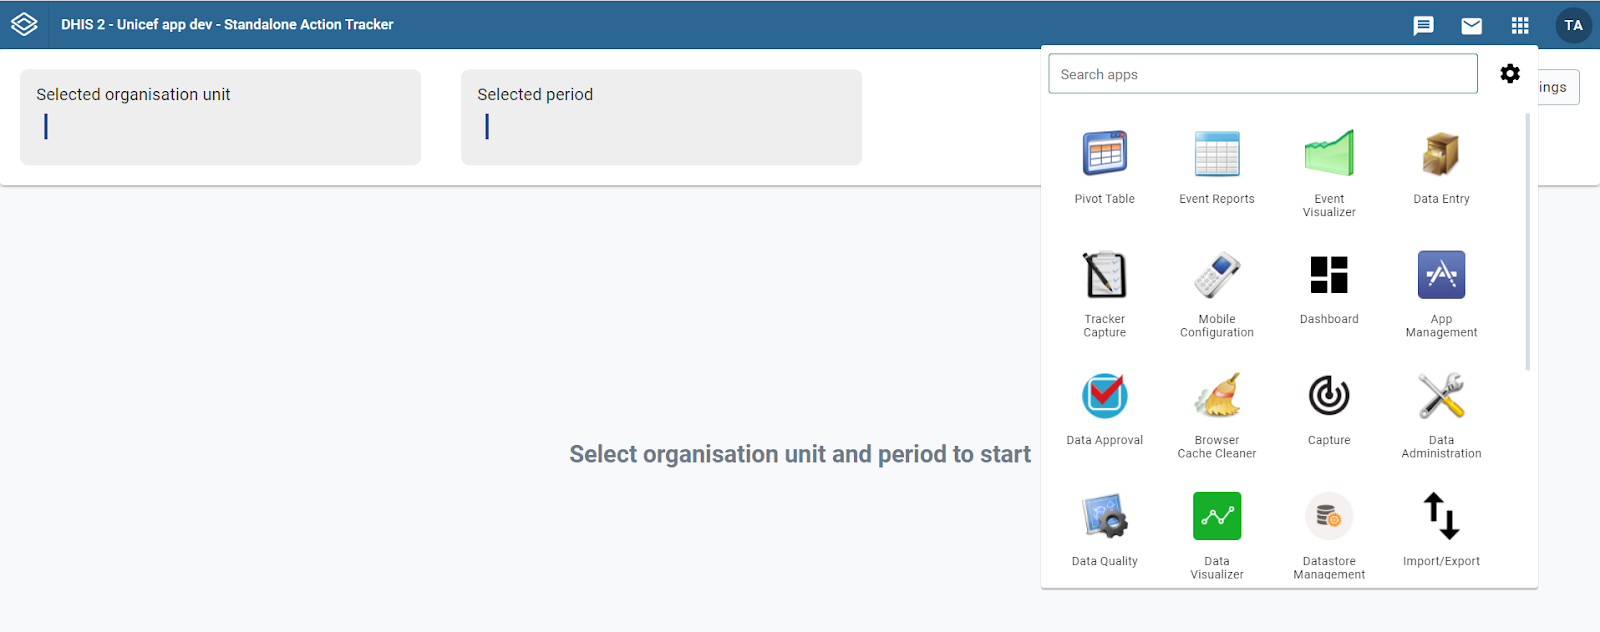 DHIS 2 - Unicef app dev - Standalone Action Tracker
TA
Selected organisation unit
Selected period
Search apps
ings
Pivot Table
Event Reports
Event
Visualizer
Data Entry
Tracker
Capture
Mobile
Configuration
Dashboard
App
Management
Data Approval
Browser
Cache Cleaner
Capture
Data
Administration
Select organisation unit and period to start
Data Quality
Data
Visualizer
Datastore
Management
Import/Export